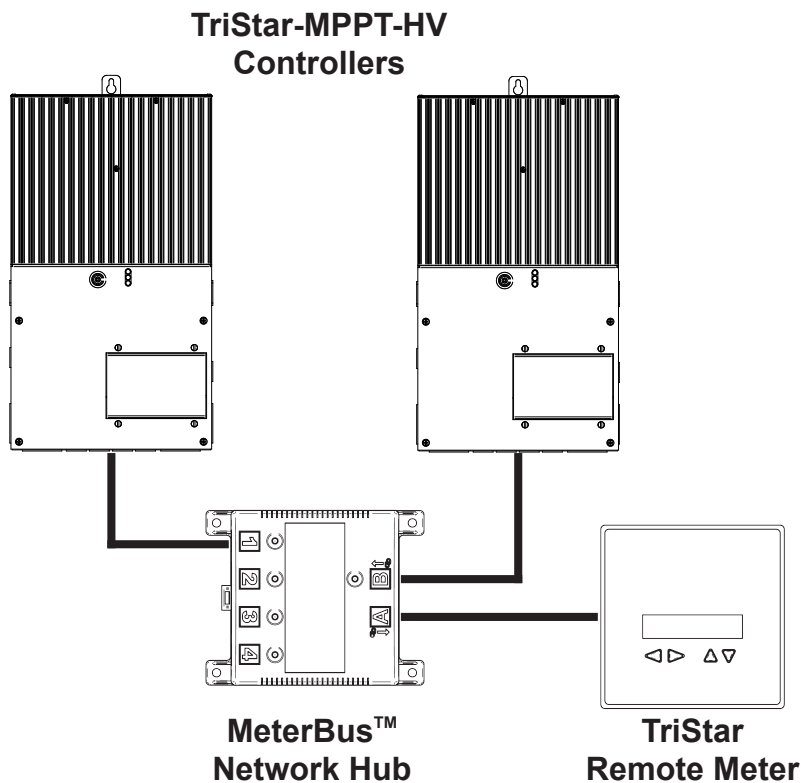 TriStar-MPPT-HV
Controllers
1
2
3
4
B
A
MeterBus™
Network Hub
TriStar
Remote Meter